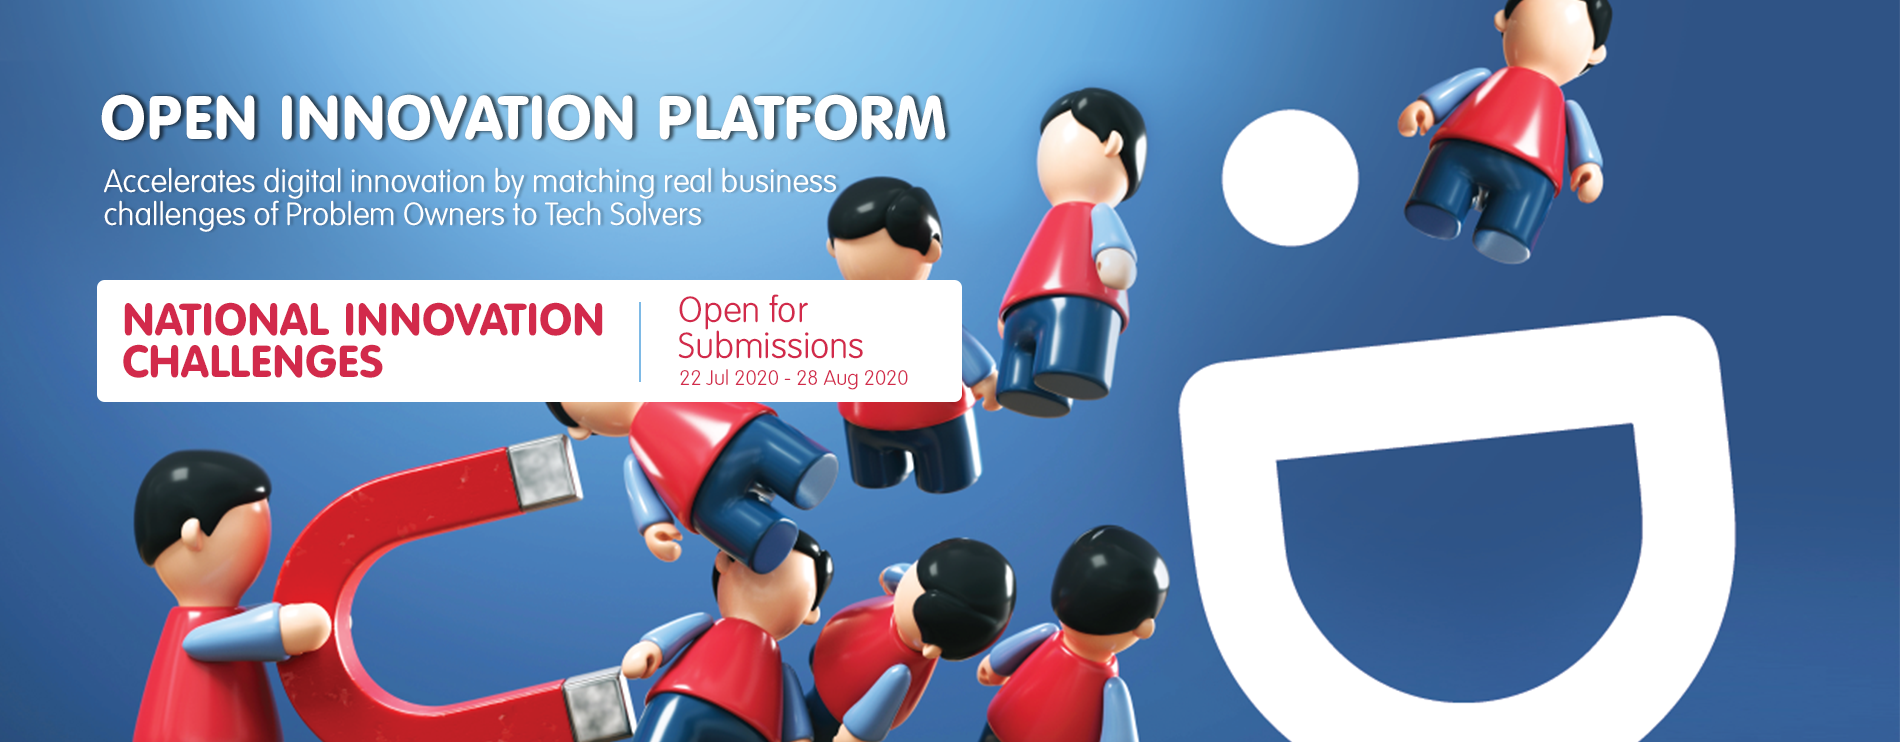 OPEN INNOVATION PLATFORM
Accelerates digital innovation by matching real business
challenges of Problem Owners to Tech Solvers
NATIONAL INNOVATION
CHALLENGES
Open for
Submissions
22 Jul 2020 - 28 Aug 2020